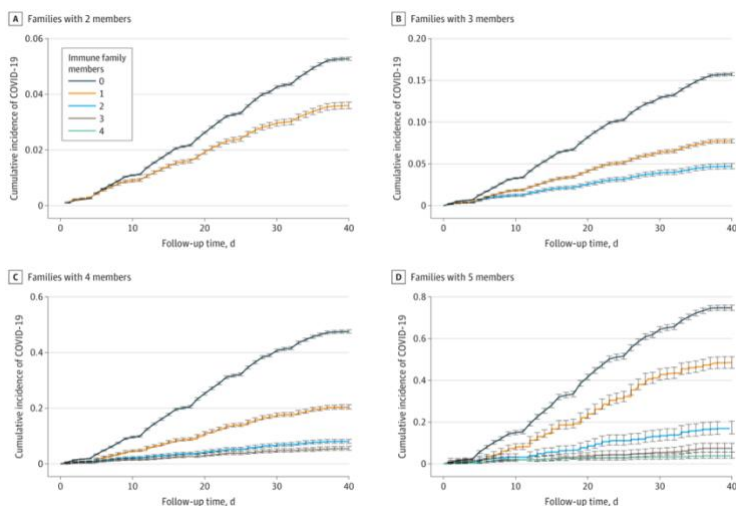 A Families with 2 members
0.06
0.04
0.02
0
Cumulative incidence of COVID-19
Immune family
members
0
1
2
3
4
0 10 20 30 40
Follow-up time, d
B Families with 3 members
0.20
0.15
0.10
0.05
0
Cumulative incidence of COVID-19
0 10 20 30 40
Follow-up time, d
C Families with 4 members
0.6
0.4
0.2
0
Cumulative incidence of COVID-19
0 10 20 30 40
Follow-up time, d
D Families with 5 members
0.8
0.6
0.4
0.2
0
Cumulative incidence of COVID-19
0 10 20 30 40
Follow-up time, d